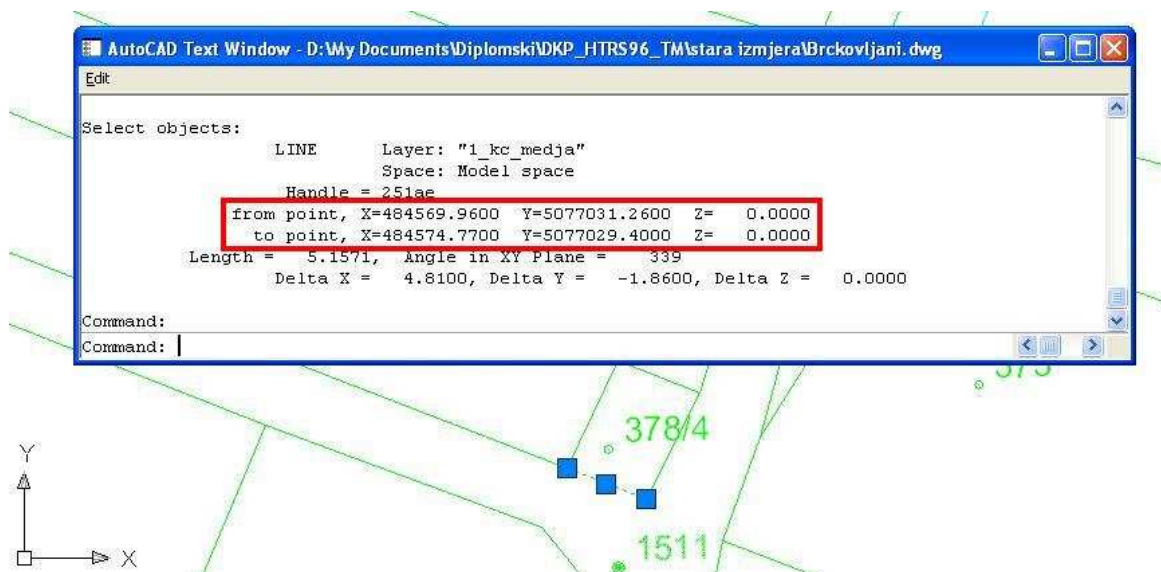 AutoCAD Text Window - D:\My Documents\Diplomski\DKP_HTRS96_TM\stara izmjera\Brckovljani.dwg
Edit
Select objects:
LINE Layer: "1_kc_medja"
Space: Model space
Handle = 251ae
from point, X=484569.9600 Y=5077031.2600 Z= 0.0000
to point, X=484574.7700 Y=5077029.4000 Z= 0.0000
Length = 5.1571, Angle in XY Plane = 339
Delta X = 4.8100, Delta Y = -1.8600, Delta Z = 0.0000
Command:
Command:
378/4
Y
X
1511